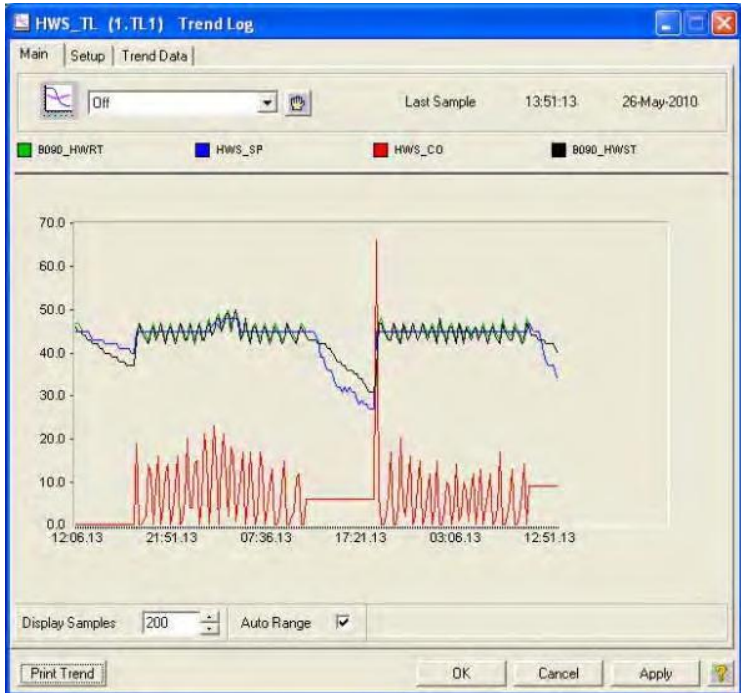 HWS_TL (1.TL1) Trend Log
Main Setup Trend Data
Off Last Sample 13:51:13 26-May-2010
B090_HWRT HWS_SP HWS_CO B090_HWST
70.0
60.0
50.0
40.0
30.0
20.0
10.0
0.0
12:06.13 21:51.13 07:36.13 17:21.13 03:06.13 12:51.13
Display Samples 200 Auto Range
Print Trend OK Cancel Apply ?